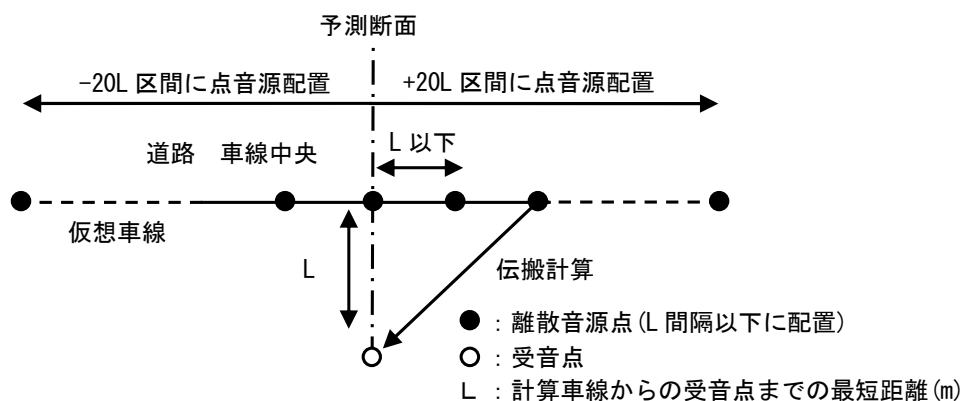 予測断面
-20L 区間に点音源配置
+20L 区間に点音源配置
L 以下
道路 車線中央
仮想車線
L
伝搬計算
● : 離散音源点(L 間隔以下に配置)
○ : 受音点
L : 計算車線からの受音点までの最短距離(m)